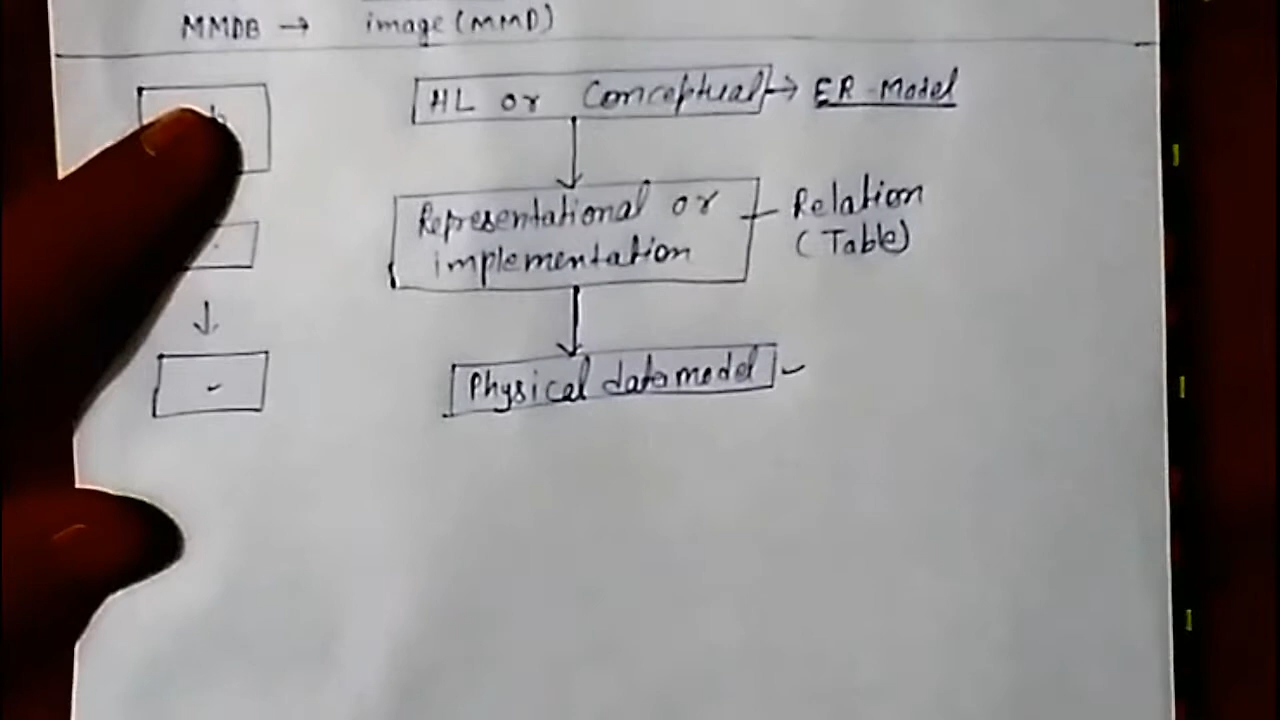 MMDB → image (MMD)
HL or Conceptual → ER-Model
Representational or
implementation
Relation
(Table)
Physical data model